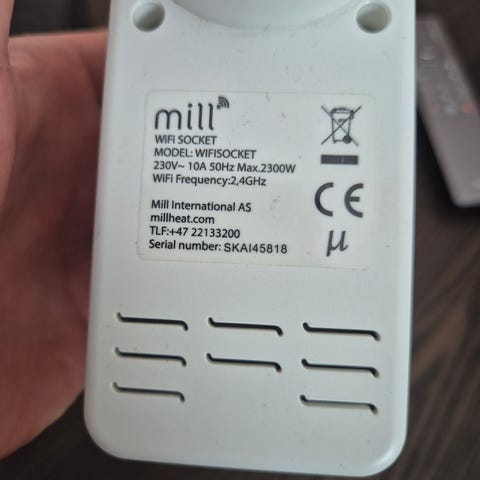 mill
WiFi SOCKET
MODEL: WIFISOCKET
230V~ 10A 50Hz Max.2300W
WiFi Frequency:2,4GHz
Mill International AS
millheat.com
TLF:+47 22133200
Serial number: SKAI45818
CE
µ